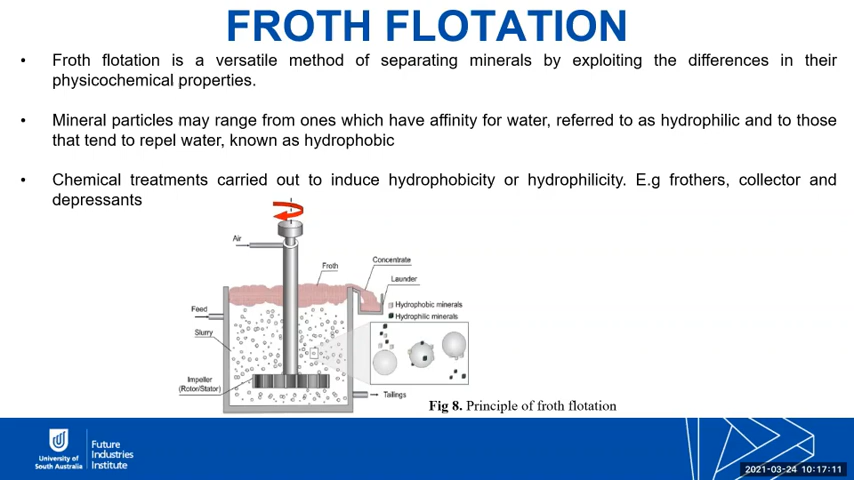 FROTH FLOTATION
• Froth flotation is a versatile method of separating minerals by exploiting the differences in their
physicochemical properties.
• Mineral particles may range from ones which have affinity for water, referred to as hydrophilic and to those
that tend to repel water, known as hydrophobic
• Chemical treatments carried out to induce hydrophobicity or hydrophilicity. E.g frothers, collector and
depressants
Air
Froth
Concentrate
Launder
Feed
Hydrophobic minerals
Hydrophilic minerals
Slurry
Impeller
(Rotor/Stator)
Tailings
Fig 8. Principle of froth flotation
University of
South Australia
Future
Industries
Institute
2021-03-24 10:17:11